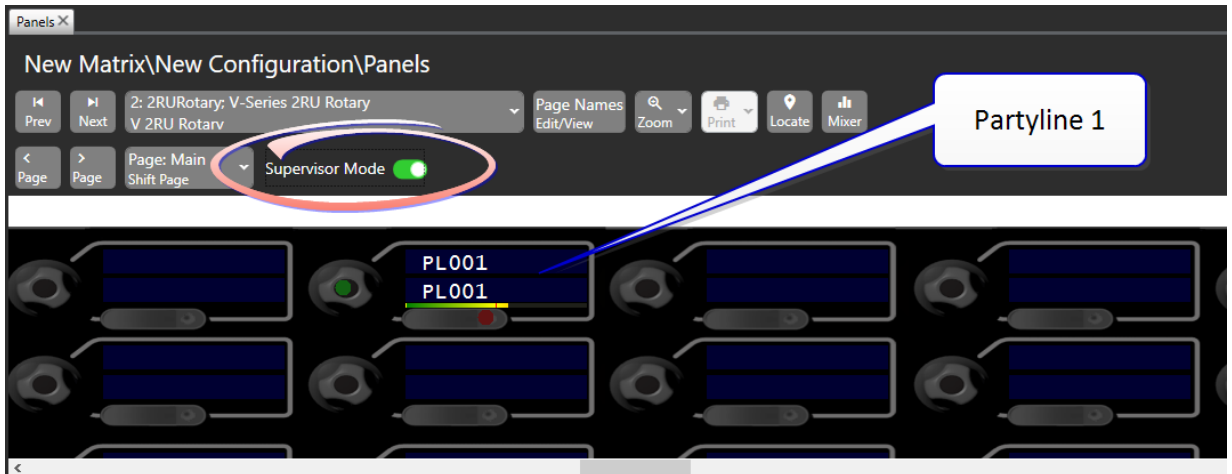 Panels
New Matrix\New Configuration\Panels
Prev
Next
2: 2RURotary: V-Series 2RU Rotary
V 2RU Rotary
Page Names
Edit/View
Zoom
Print
Locate
Mixer
Partyline 1
Page
Page
Page: Main
Shift Page
Supervisor Mode
PL001
PL001